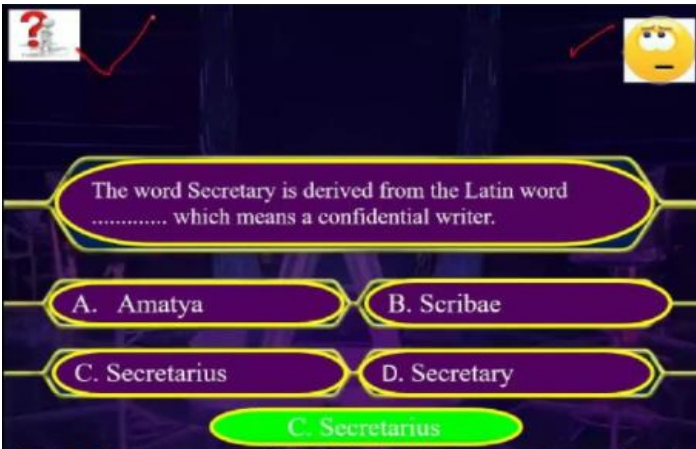 The word Secretary is derived from the Latin word
............. which means a confidential writer.
A. Amatya
B. Scribae
C. Secretarius
D. Secretary
C. Secretarius